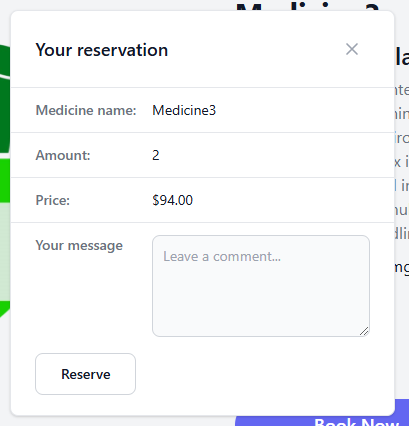 Your reservation
Medicine name: Medicine3
Amount: 2
Price: $94.00
Your message
Leave a comment...
Reserve
Book Now